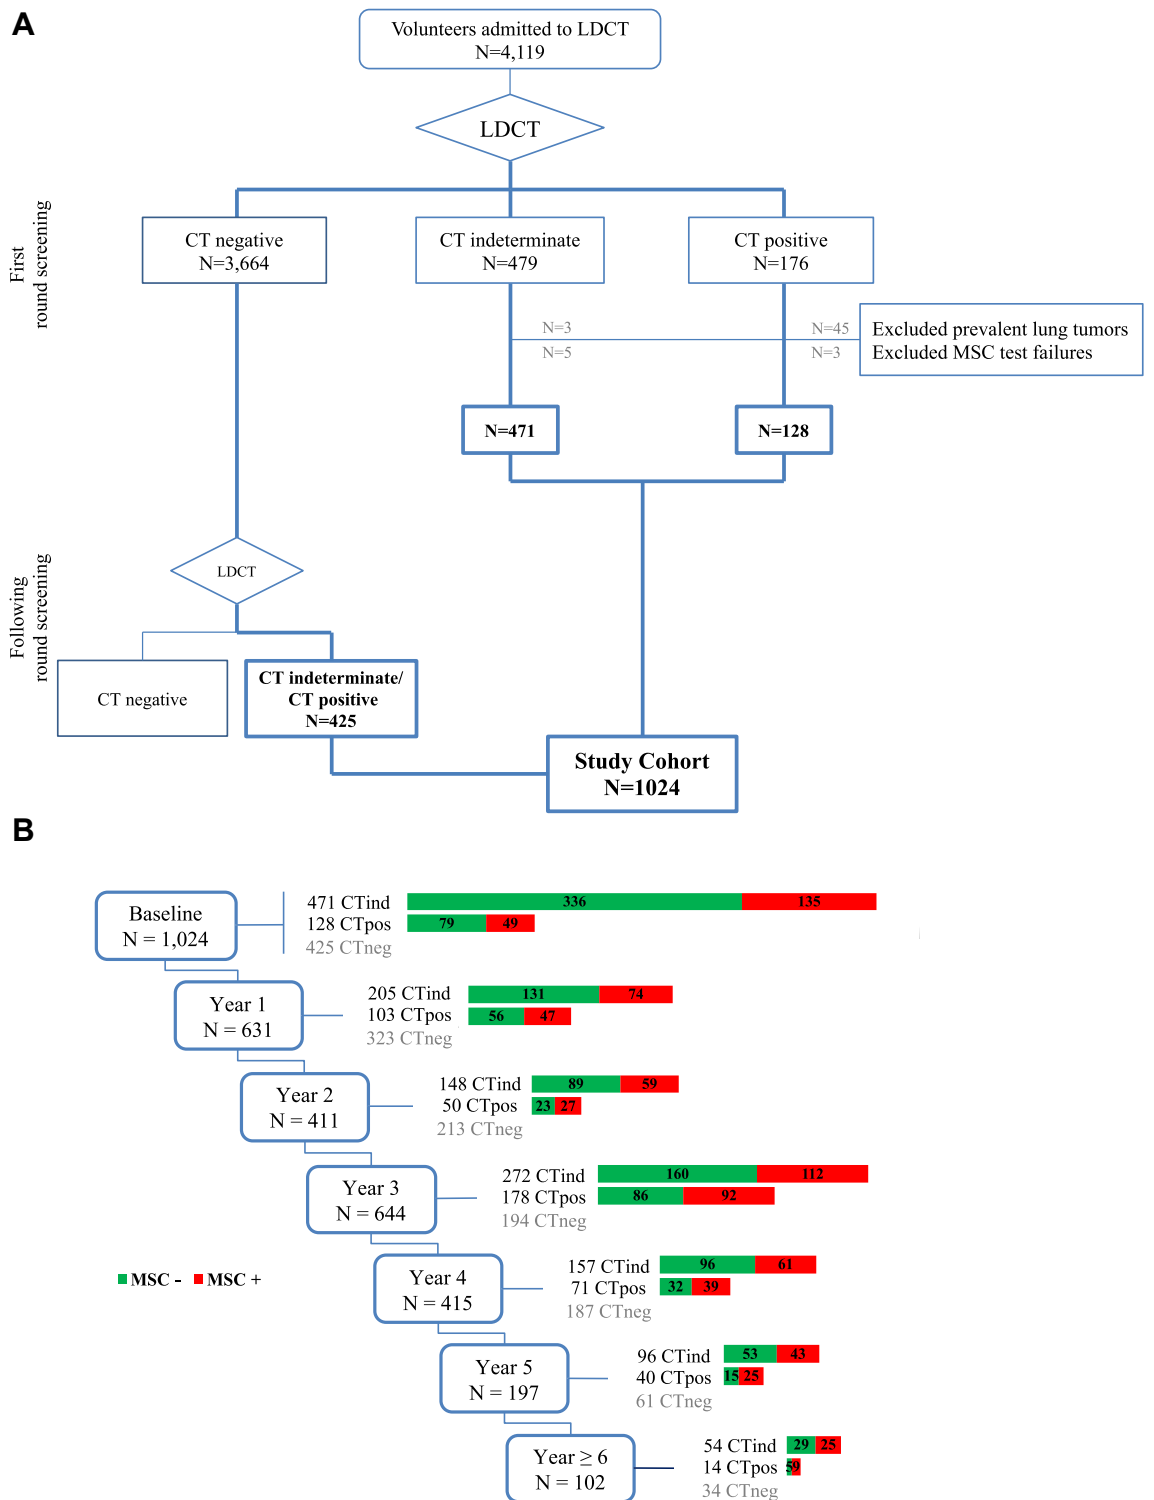 A
Volunteers admitted to LDCT
N=4,119
LDCT
First
round screening
CT negative
N=3,664
CT indeterminate
N=479
CT positive
N=176
N=3
N=5
N=45
N=3
Excluded prevalent lung tumors
Excluded MSC test failures
N=471
N=128
Following
round screening
LDCT
CT negative
CT indeterminate/
CT positive
N=425
Study Cohort
N=1024
B
Baseline
N = 1,024
471 CTind 336 135
128 CTpos 79 49
425 CTneg
Year 1
N = 631
205 CTind 131 74
103 CTpos 56 47
323 CTneg
Year 2
N = 411
148 CTind 89 59
50 CTpos 23 27
213 CTneg
Year 3
N = 644
272 CTind 160 112
178 CTpos 86 92
194 CTneg
MSC - MSC +
Year 4
N = 415
157 CTind 96 61
71 CTpos 32 39
187 CTneg
Year 5
N = 197
96 CTind 53 43
40 CTpos 15 25
61 CTneg
Year ≥ 6
N = 102
54 CTind 29 25
14 CTpos 5 9
34 CTneg